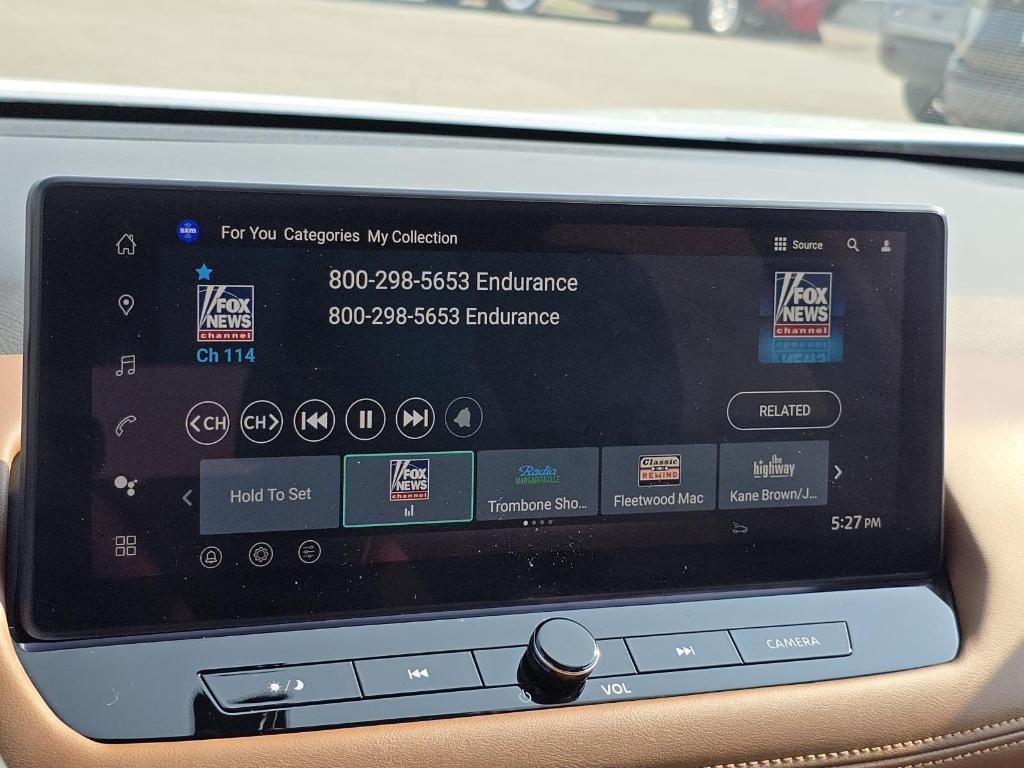 sxm For You Categories My Collection Source
800-298-5653 Endurance
800-298-5653 Endurance
FOX
NEWS
channel
Ch 114
FOX
NEWS
channel
<CH CH>
RELATED
Hold To Set
FOX
NEWS
channel
Radio
MARGARITAVILLE
Trombone Sho...
Classic
REWIND
Fleetwood Mac
the
highway
Kane Brown/J...
5:27 PM
VOL
CAMERA